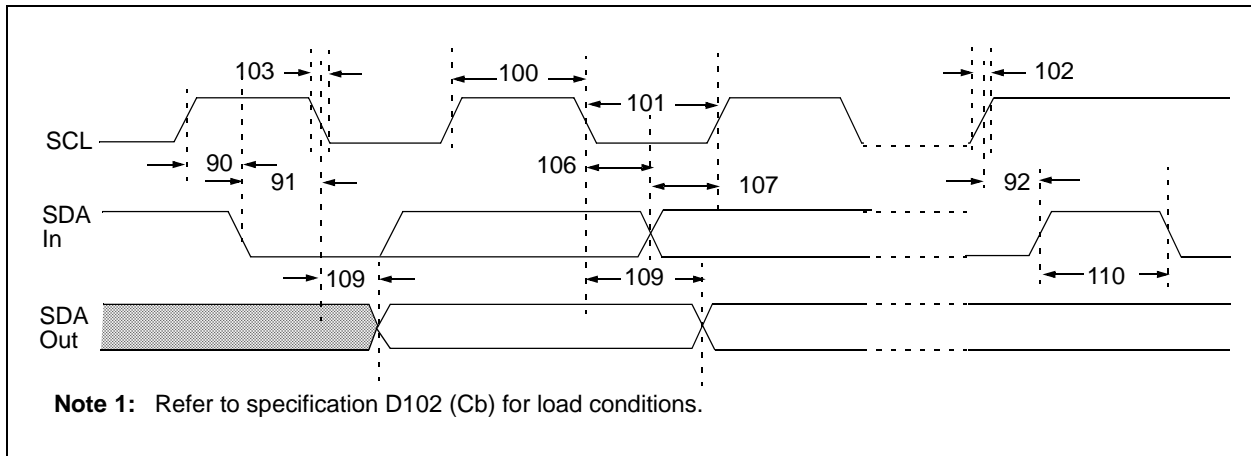 103
100
102
101
SCL
90
106
91
107
92
SDA
In
109
109
110
SDA
Out
Note 1: Refer to specification D102 (Cb) for load conditions.